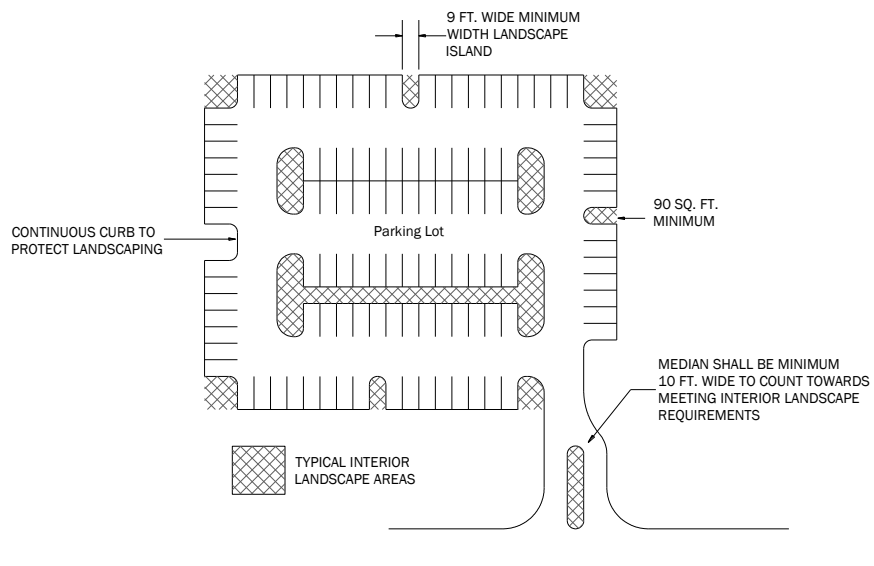 9 FT. WIDE MINIMUM
WIDTH LANDSCAPE
ISLAND
90 SQ. FT.
MINIMUM
CONTINUOUS CURB TO
PROTECT LANDSCAPING
Parking Lot
MEDIAN SHALL BE MINIMUM
10 FT. WIDE TO COUNT TOWARDS
MEETING INTERIOR LANDSCAPE
REQUIREMENTS
TYPICAL INTERIOR
LANDSCAPE AREAS